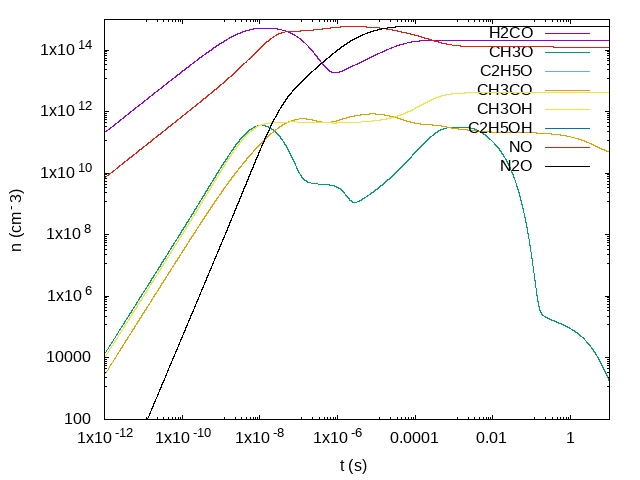 1x10 14
1x10 12
1x10 10
1x10 8
1x10 6
10000
100
n (cm-3)
H2CO
CH3O
C2H5O
CH3CO
CH3OH
C2H5OH
NO
N2O
1x10 -12
1x10 -10
1x10 -8
1x10 -6
0.0001
0.01
1
t (s)